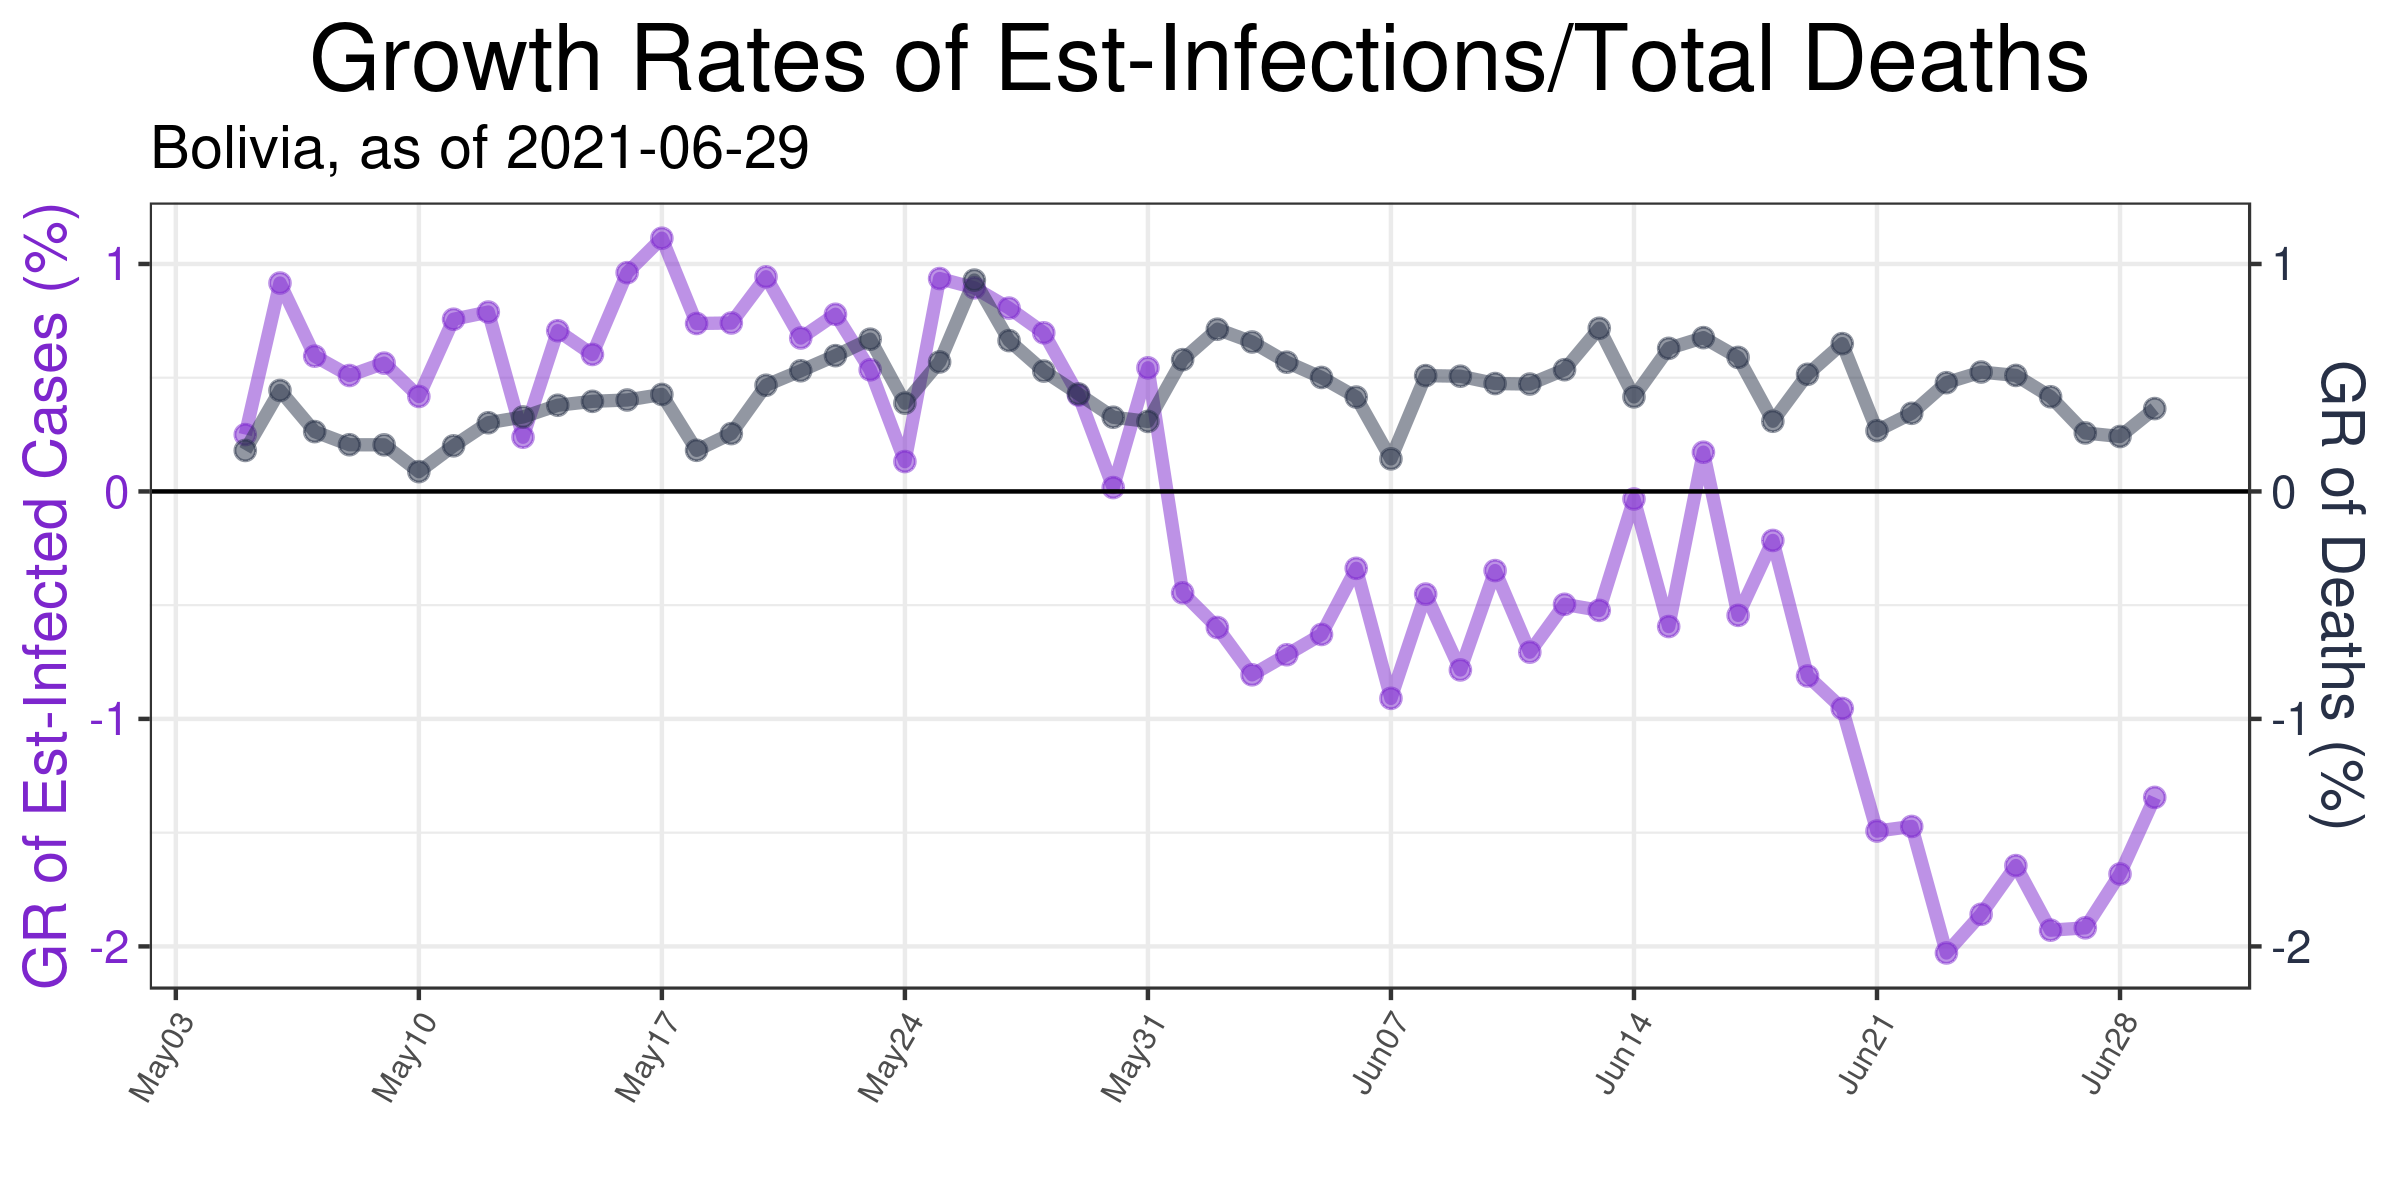 Growth Rates of Est-Infections/Total Deaths
Bolivia, as of 2021-06-29
GR of Est-Infected Cases (%)
1
0
-1
-2
1
0
-1
-2
GR of Deaths (%)
May03
May10
May17
May24
May31
Jun07
Jun14
Jun21
Jun28